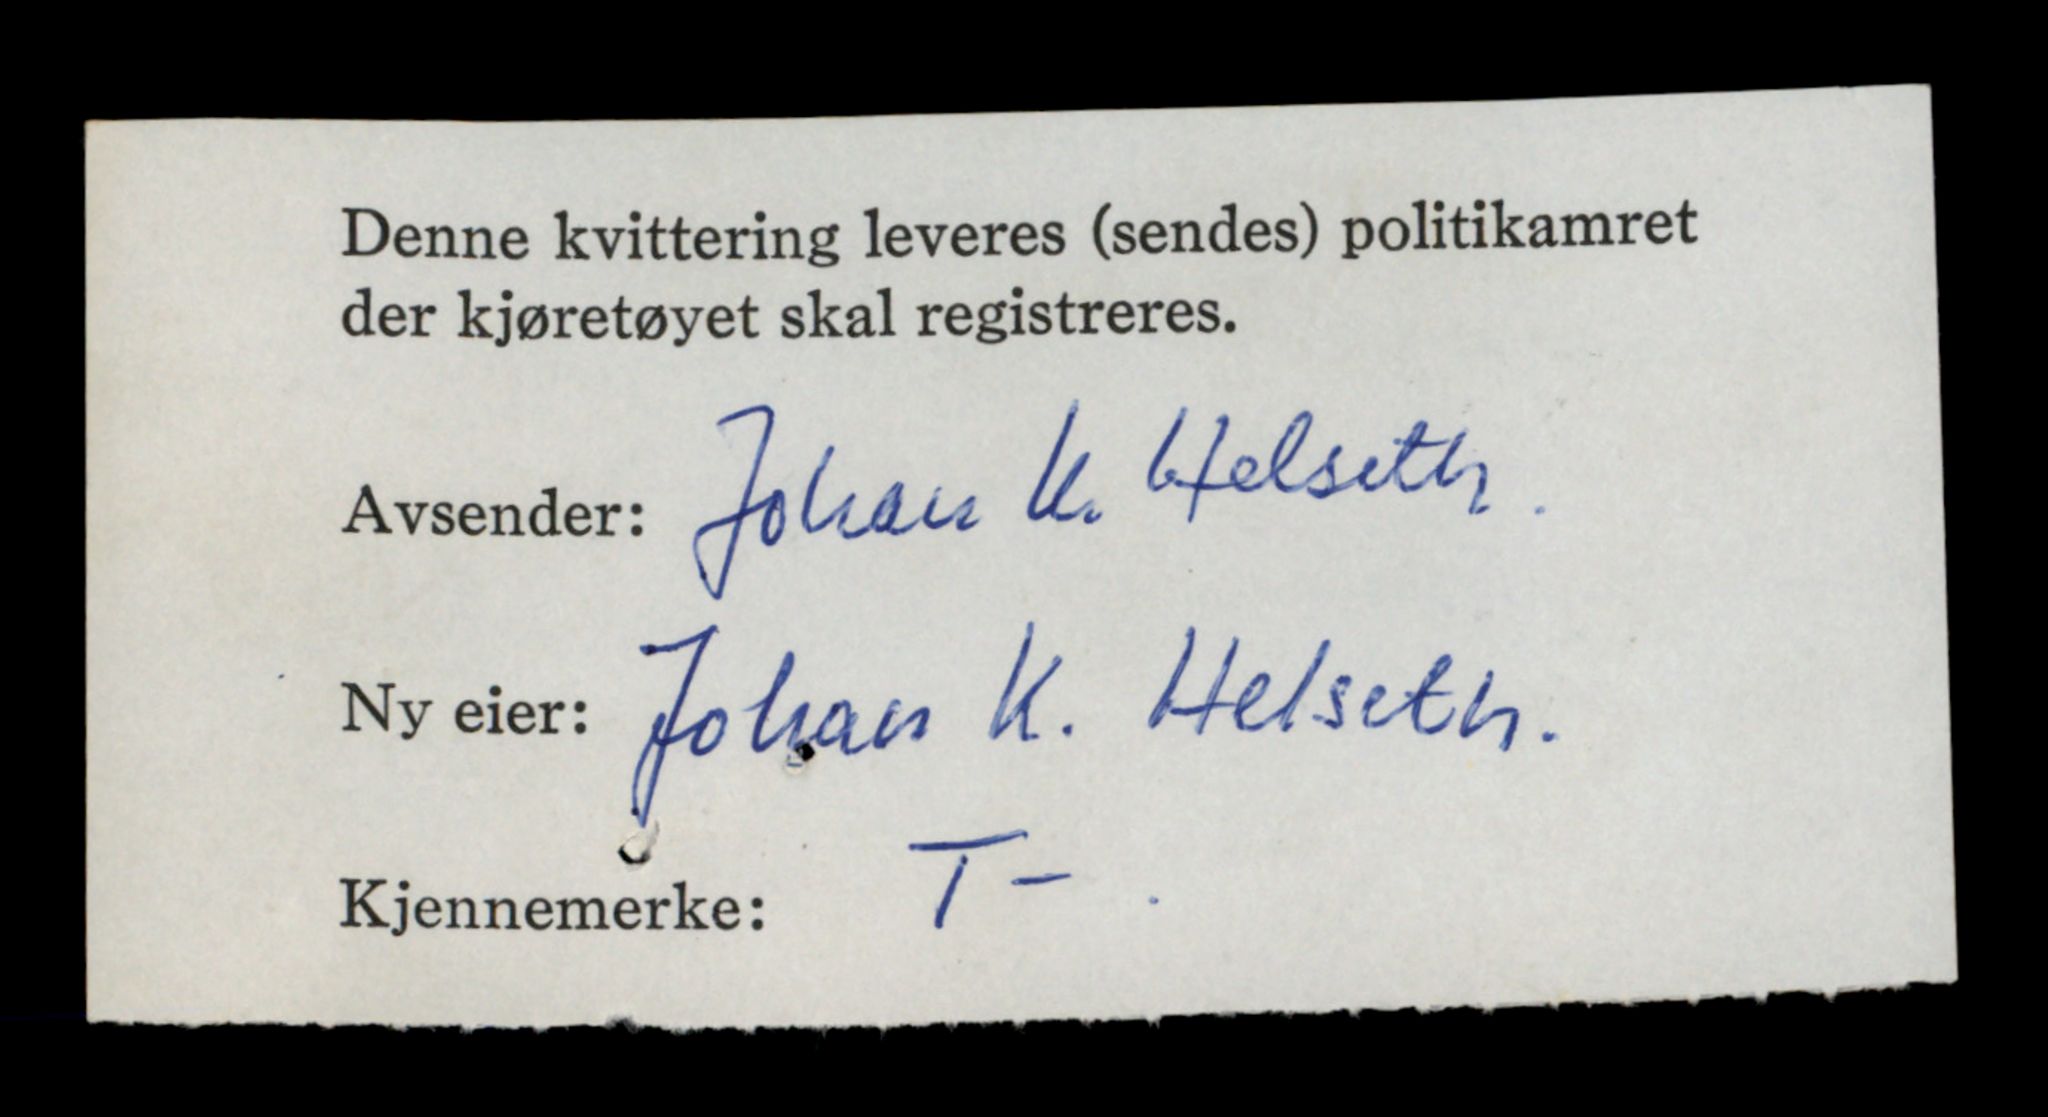 Denne kvittering leveres (sendes) politikamret
der kjøretøyet skal registreres.
Avsender: Johan K. Helseth.
Ny eier: Johan K. Helseth.
Kjennemerke: T-